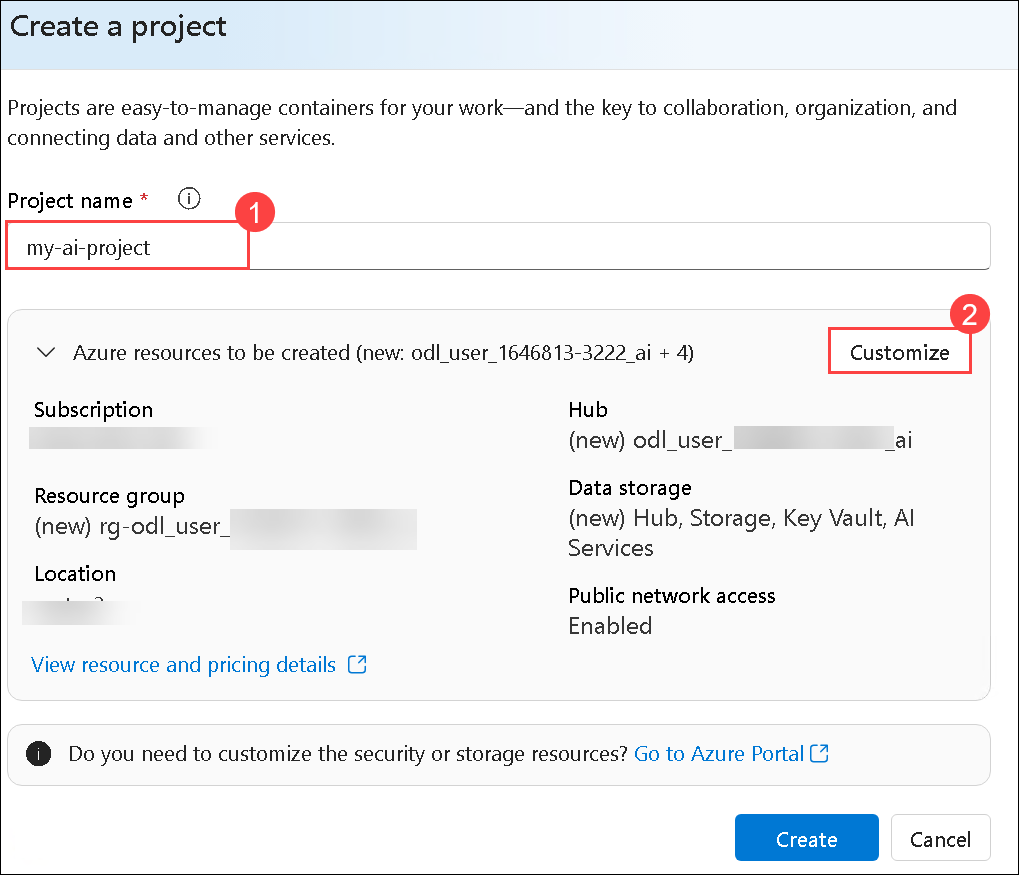 Create a project
Projects are easy-to-manage containers for your work—and the key to collaboration, organization, and
connecting data and other services.
Project name *
1
my-ai-project
2
Azure resources to be created (new: odl_user_1646813-3222_ai + 4)
Customize
Subscription
Resource group
(new) rg-odl_user_
Location
View resource and pricing details
Hub
(new) odl_user_ _ai
Data storage
(new) Hub, Storage, Key Vault, AI
Services
Public network access
Enabled
Do you need to customize the security or storage resources? Go to Azure Portal
Create
Cancel